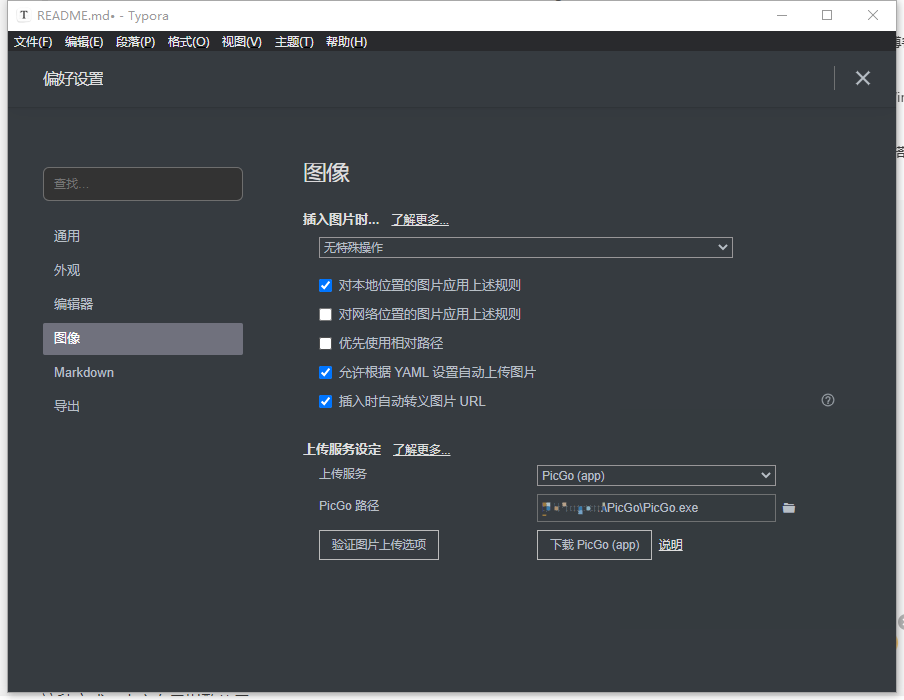 README.md• - Typora
文件(F) 编辑(E) 段落(P) 格式(O) 视图(V) 主题(T) 帮助(H)
偏好设置
查找...
通用
外观
编辑器
图像
Markdown
导出
图像
插入图片时... 了解更多...
无特殊操作
对本地位置的图片应用上述规则
对网络位置的图片应用上述规则
优先使用相对路径
允许根据 YAML 设置自动上传图片
插入时自动转义图片 URL
上传服务设定 了解更多...
上传服务 PicGo (app)
PicGo 路径 \PicGo\PicGo.exe
验证图片上传选项 下载 PicGo (app) 说明